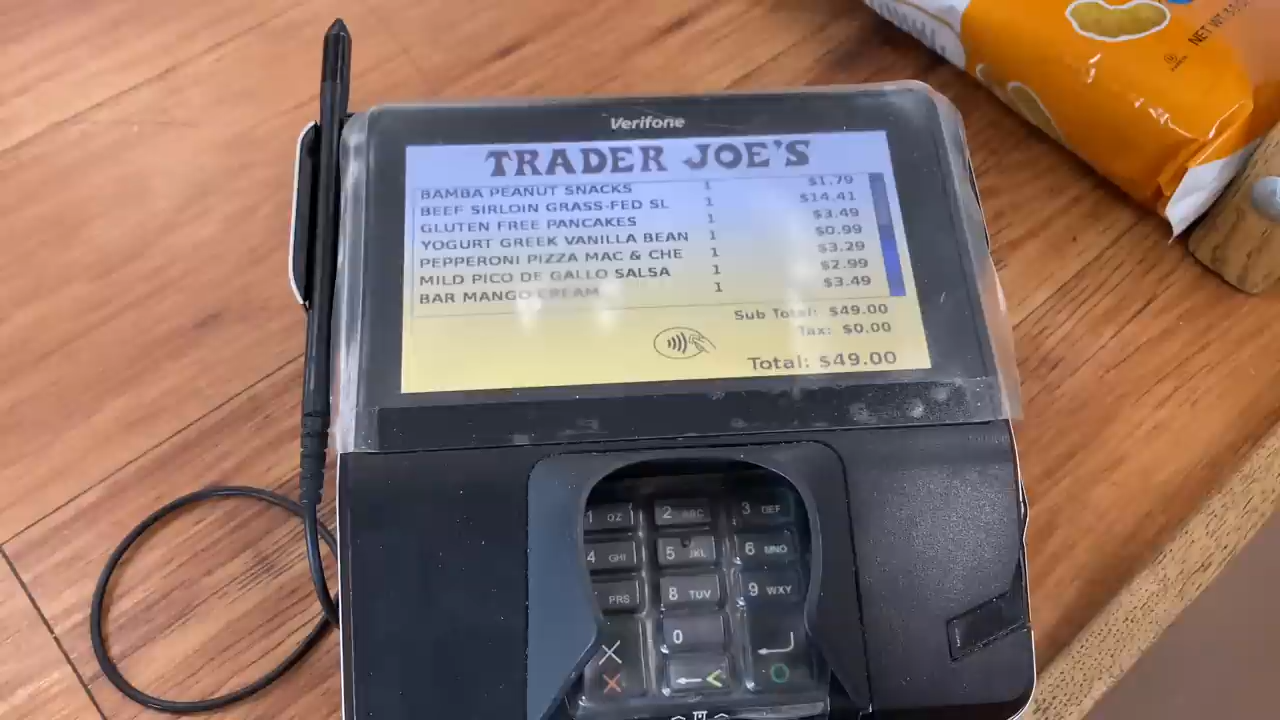 Verifone
TRADER JOE'S
BAMBA PEANUT SNACKS 1 $1.79
BEEF SIRLOIN GRASS-FED SL 1 $14.41
GLUTEN FREE PANCAKES 1 $3.49
YOGURT GREEK VANILLA BEAN 1 $0.99
PEPPERONI PIZZA MAC & CHE 1 $3.29
MILD PICO DE GALLO SALSA 1 $2.99
BAR MANGO CREAM 1 $3.49
Sub Total: $49.00
Tax: $0.00
Total: $49.00
NET WT
1 OZ 2 ABC 3 DEF
4 GHI 5 JKL 6 MNO
PRS 8 TUV 9 WXY
0